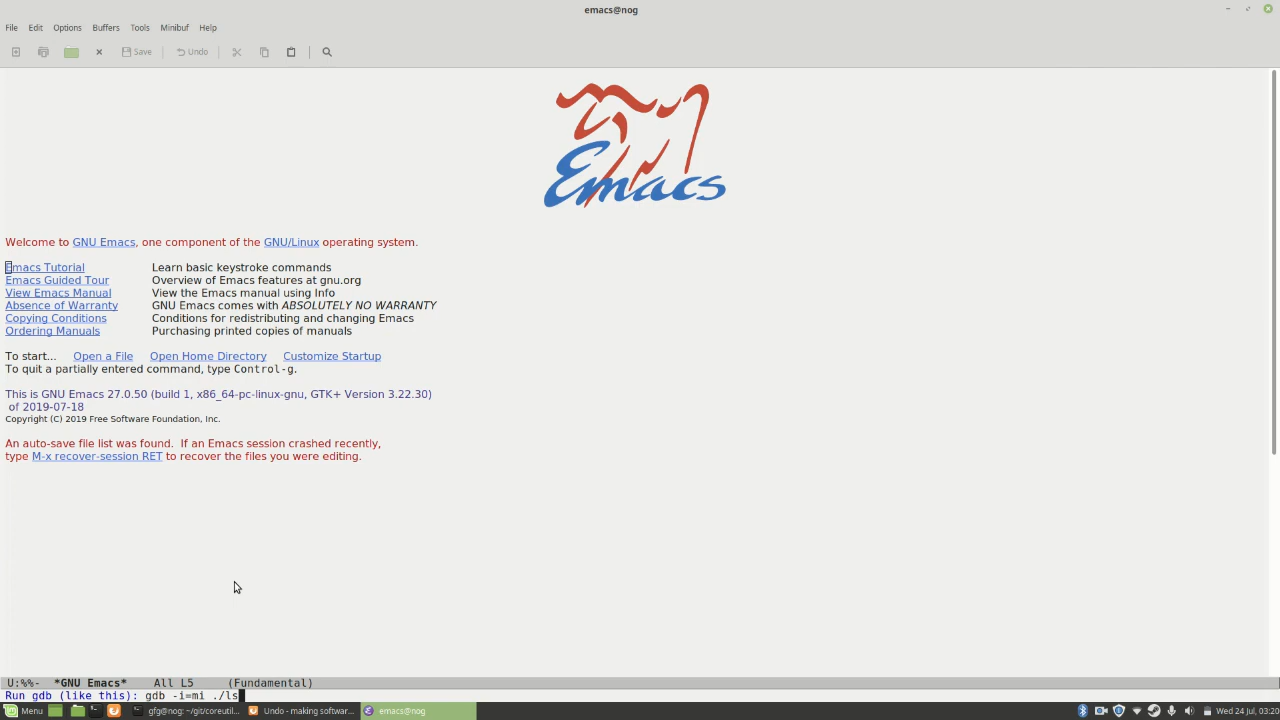 emacs@nog
File Edit Options Buffers Tools Minibuf Help
Save Undo
Emacs
Welcome to GNU Emacs, one component of the GNU/Linux operating system.
Emacs Tutorial Learn basic keystroke commands
Emacs Guided Tour Overview of Emacs features at gnu.org
View Emacs Manual View the Emacs manual using Info
Absence of Warranty GNU Emacs comes with ABSOLUTELY NO WARRANTY
Copying Conditions Conditions for redistributing and changing Emacs
Ordering Manuals Purchasing printed copies of manuals
To start... Open a File Open Home Directory Customize Startup
To quit a partially entered command, type Control-g.
This is GNU Emacs 27.0.50 (build 1, x86_64-pc-linux-gnu, GTK+ Version 3.22.30)
of 2019-07-18
Copyright (C) 2019 Free Software Foundation, Inc.
An auto-save file list was found. If an Emacs session crashed recently,
type M-x recover-session RET to recover the files you were editing.
U:%%- *GNU Emacs* All L5 (Fundamental)
Run gdb (like this): gdb -i=mi ./ls
Menu gfg@nog: ~/git/coreutil... Undo - making softwar... emacs@nog Wed 24 Jul, 03:20